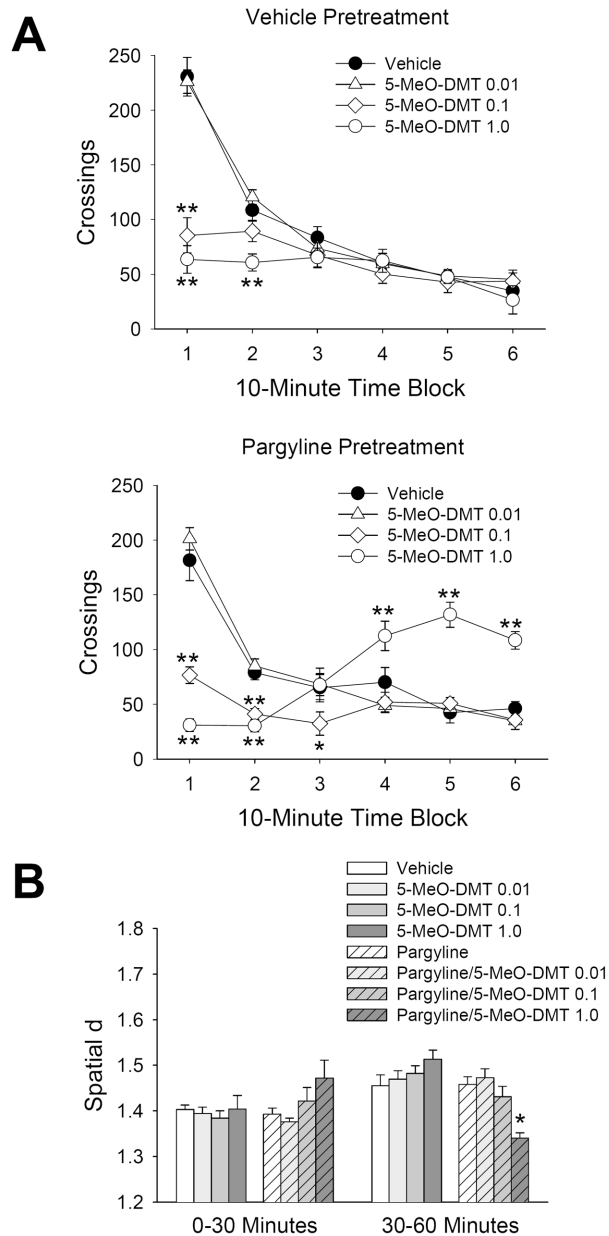 A
Vehicle Pretreatment
250
200
150
100
50
0
Crossings
Vehicle
5-MeO-DMT 0.01
5-MeO-DMT 0.1
5-MeO-DMT 1.0
**
**
**
1 2 3 4 5 6
10-Minute Time Block
Pargyline Pretreatment
250
200
150
100
50
0
Crossings
Vehicle
5-MeO-DMT 0.01
5-MeO-DMT 0.1
5-MeO-DMT 1.0
**
**
**
**
**
**
**
*
1 2 3 4 5 6
10-Minute Time Block
B
Vehicle
5-MeO-DMT 0.01
5-MeO-DMT 0.1
5-MeO-DMT 1.0
Pargyline
Pargyline/5-MeO-DMT 0.01
Pargyline/5-MeO-DMT 0.1
Pargyline/5-MeO-DMT 1.0
1.8
1.7
1.6
1.5
1.4
1.3
1.2
Spatial d
*
0-30 Minutes 30-60 Minutes